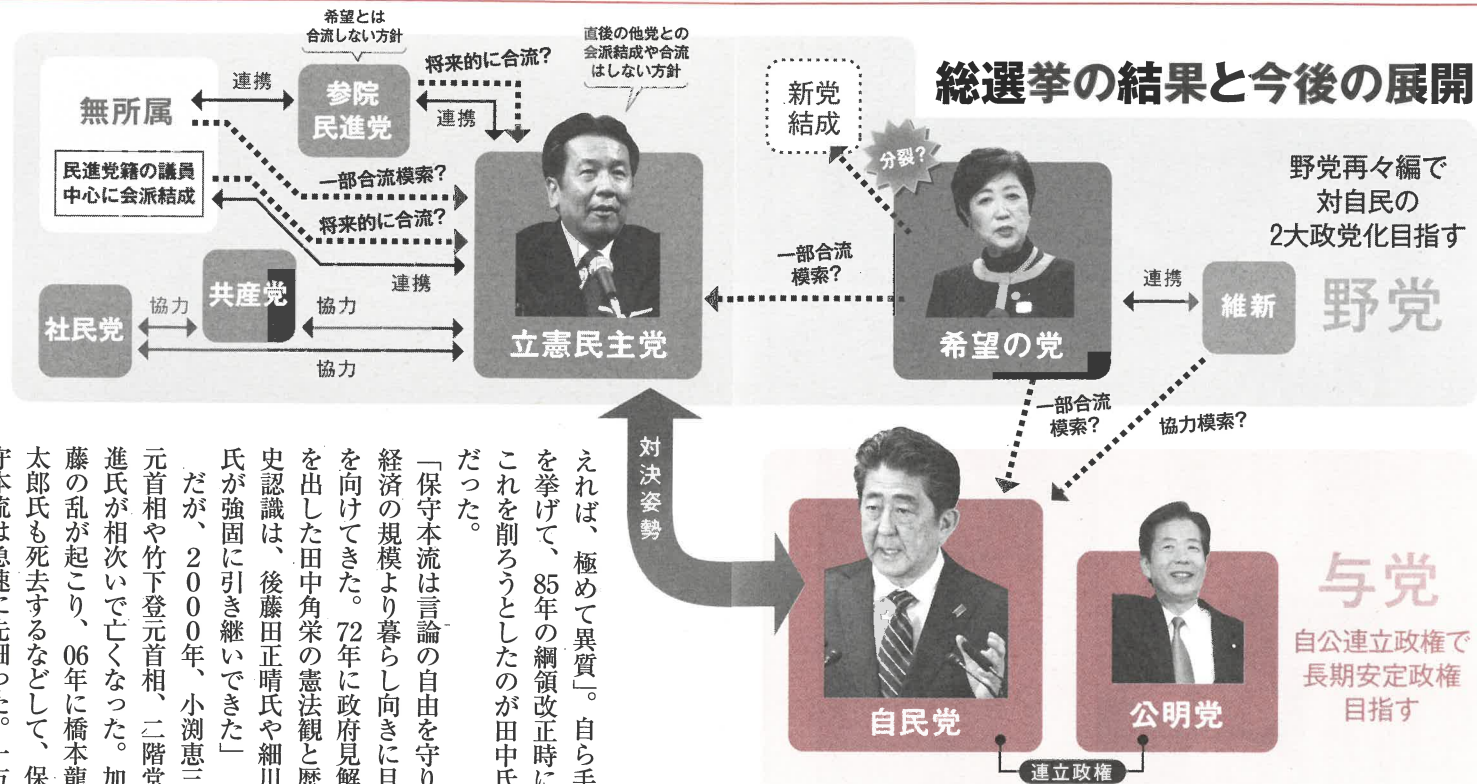 総選挙の結果と今後の展開
希望とは
合流しない方針
直後の他党との
会派結成や合流
はしない方針
無所属
連携
参院
民進党
将来的に合流?
連携
民進党籍の議員
中心に会派結成
一部合流模索?
将来的に合流?
連携
社民党
協力
共産党
協力
協力
立憲民主党
新党
結成
分裂?
一部合流
模索?
希望の党
連携
維新
野党再々編で
対自民の
2大政党化目指す
野党
一部合流
模索?
協力模索?
対決姿勢
自民党
公明党
連立政権
与党
自公連立政権で
長期安定政権
目指す
えれば、極めて異質」。自ら手
を挙げて、85年の綱領改正時に
これを削ろうとしたのが田中氏
だった。
「保守本流は言論の自由を守り
経済の規模より暮らし向きに目
を向けてきた。72年に政府見解
を出した田中角栄の憲法観と歴
史認識は、後藤田正晴氏や細川
氏が強固に引き継いできた」
だが、2000年、小渕恵三
元首相や竹下登元首相、二階堂
進氏が相次いで亡くなった。加
藤の乱が起こり、06年に橋本龍
太郎氏も死去するなどして、保
守本流は急速に先細った。一方